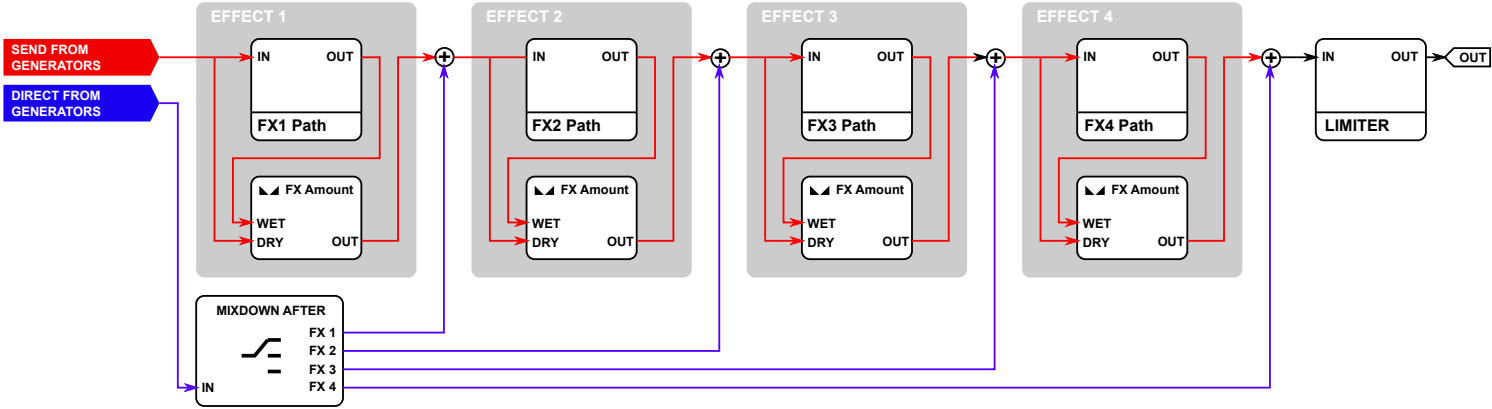 EFFECT 1
EFFECT 2
EFFECT 3
EFFECT 4
SEND FROM
GENERATORS
IN OUT
FX1 Path
IN OUT
FX2 Path
IN OUT
FX3 Path
IN OUT
FX4 Path
IN OUT
LIMITER
OUT
DIRECT FROM
GENERATORS
FX Amount
WET
DRY OUT
FX Amount
WET
DRY OUT
FX Amount
WET
DRY OUT
FX Amount
WET
DRY OUT
MIXDOWN AFTER
FX 1
FX 2
FX 3
IN FX 4